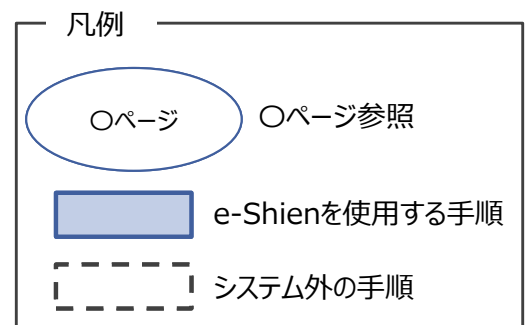 凡例
〇ページ
〇ページ参照
e-Shienを使用する手順
システム外の手順